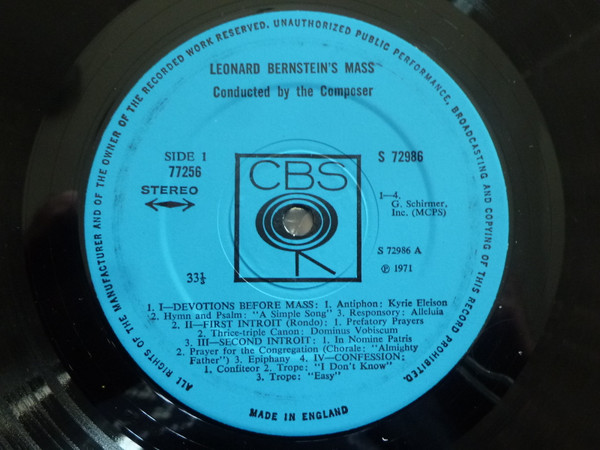 ALL RIGHTS OF THE MANUFACTURER AND OF THE OWNER OF THE RECORDED WORK RESERVED. UNAUTHORIZED PUBLIC PERFORMANCE, BROADCASTING AND COPYING OF THIS RECORD PROHIBITED.
LEONARD BERNSTEIN'S MASS
Conducted by the Composer
SIDE 1
77256
STEREO
S 72986
CBS
1—4.
G. Schirmer,
Inc. (MCPS)
S 72986 A
℗ 1971
33⅓
1. I—DEVOTIONS BEFORE MASS: 1. Antiphon: Kyrie Eleison
2. Hymn and Psalm: "A Simple Song" 3. Responsory: Alleluia
2. II—FIRST INTROIT (Rondo): 1. Prefatory Prayers
2. Thrice-triple Canon: Dominus Vobiscum
3. III—SECOND INTROIT: 1. In Nomine Patris
2. Prayer for the Congregation (Chorale: "Almighty
Father") 3. Epiphany 4. IV—CONFESSION:
1. Confiteor 2. Trope: "I Don't Know"
3. Trope: "Easy"
MADE IN ENGLAND